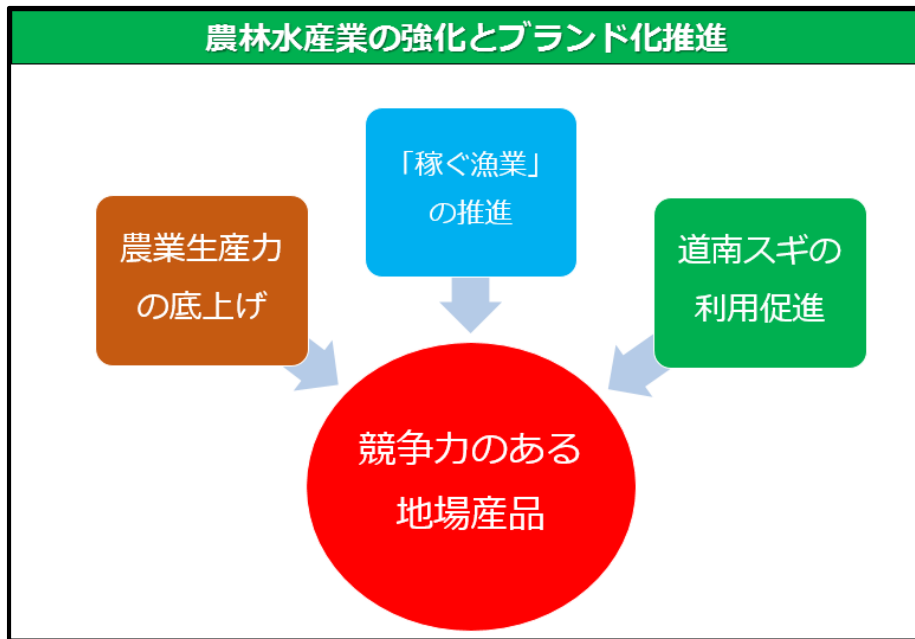 農林水産業の強化とブランド化推進
「稼ぐ漁業」
の推進
農業生産力
の底上げ
道南スギの
利用促進
競争力のある
地場産品